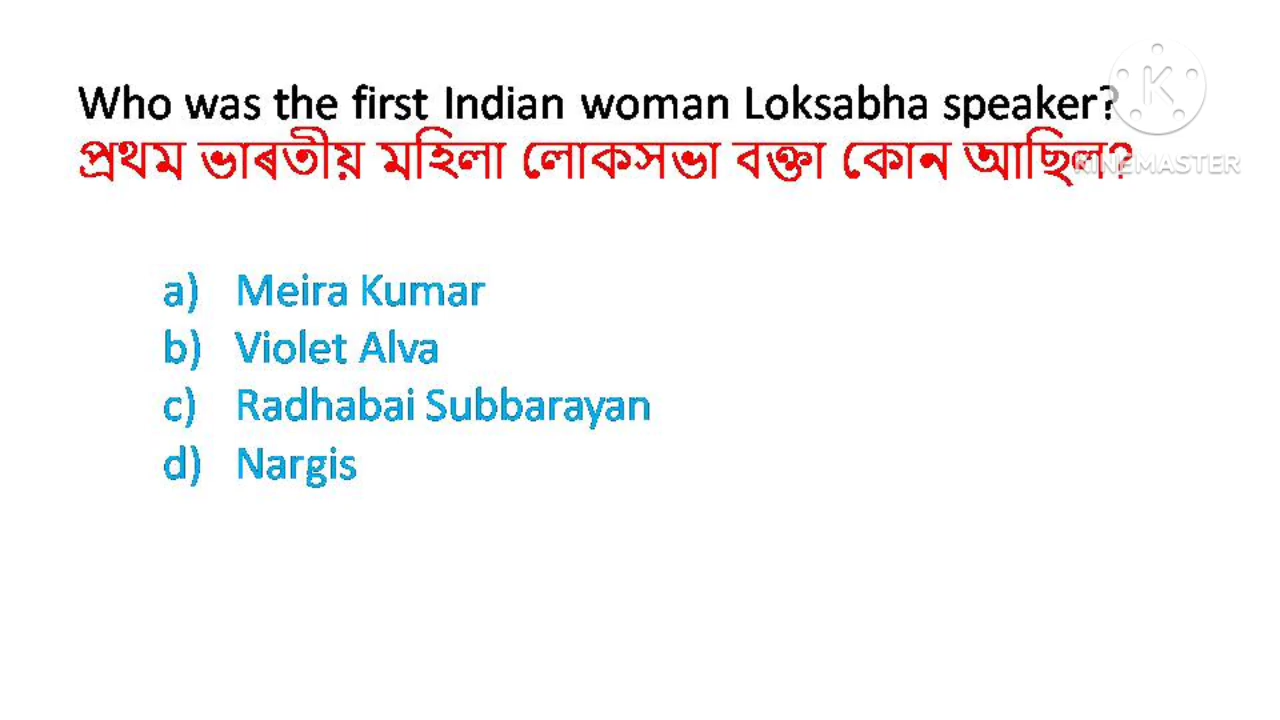 Who was the first Indian woman Loksabha speaker?
প্ৰথম ভাৰতীয় মহিলা লোকসভা বক্তা কোন আছিল?
a) Meira Kumar
b) Violet Alva
c) Radhabai Subbarayan
d) Nargis
K
KINEMASTER